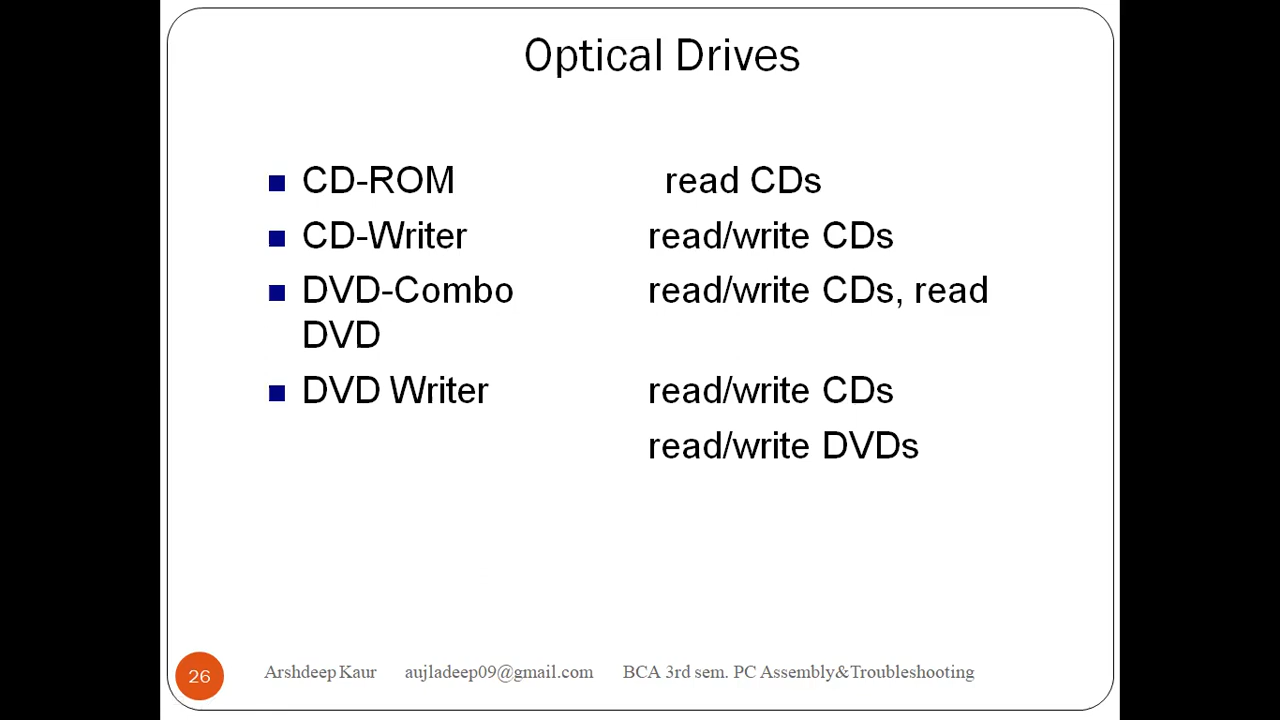 Optical Drives
CD-ROM read CDs
CD-Writer read/write CDs
DVD-Combo read/write CDs, read
DVD
DVD Writer read/write CDs
read/write DVDs
26 Arshdeep Kaur aujladeep09@gmail.com BCA 3rd sem. PC Assembly&Troubleshooting